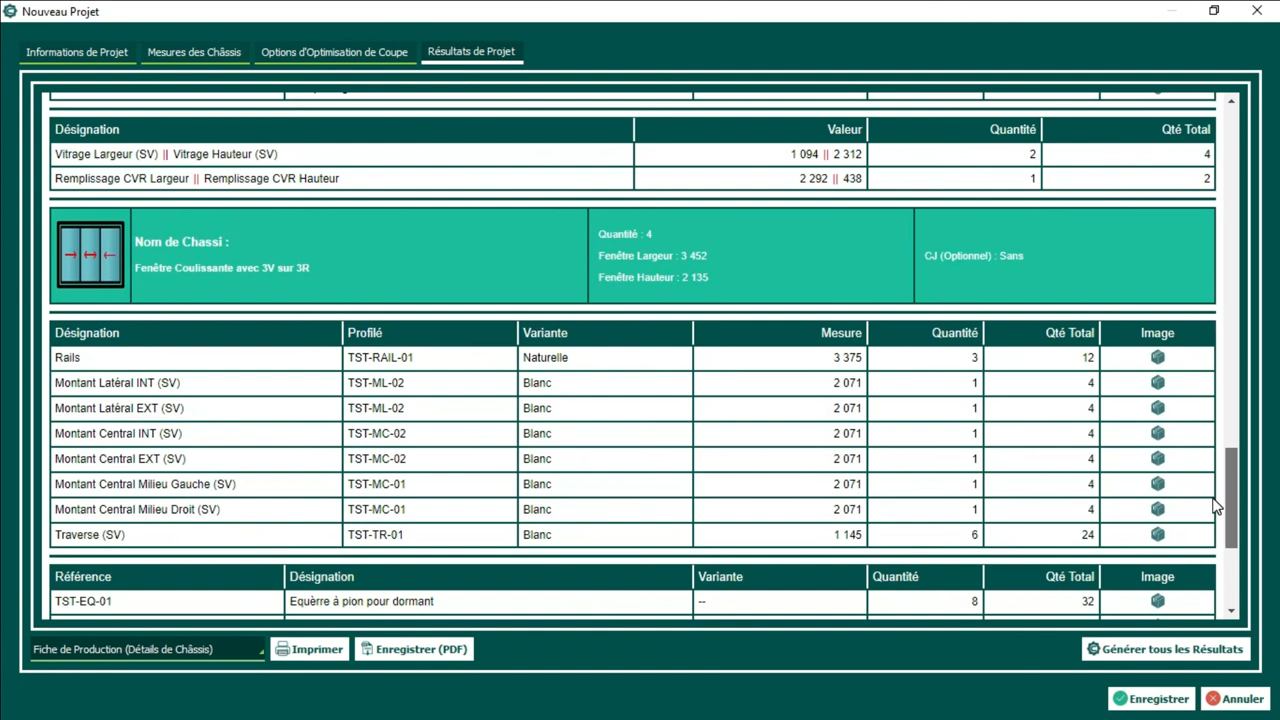 Nouveau Projet
Informations de Projet Mesures des Châssis Options d'Optimisation de Coupe Résultats de Projet
Désignation Valeur Quantité Qté Total
Vitrage Largeur (SV) || Vitrage Hauteur (SV) 1 094 || 2 312 2 4
Remplissage CVR Largeur || Remplissage CVR Hauteur 2 292 || 438 1 2
Nom de Chassi :
Fenêtre Coulissante avec 3V sur 3R
Quantité : 4
Fenêtre Largeur : 3 452
Fenêtre Hauteur : 2 135
CJ (Optionnel) : Sans
Désignation Profilé Variante Mesure Quantité Qté Total Image
Rails TST-RAIL-01 Naturelle 3 375 3 12
Montant Latéral INT (SV) TST-ML-02 Blanc 2 071 1 4
Montant Latéral EXT (SV) TST-ML-02 Blanc 2 071 1 4
Montant Central INT (SV) TST-MC-02 Blanc 2 071 1 4
Montant Central EXT (SV) TST-MC-02 Blanc 2 071 1 4
Montant Central Milieu Gauche (SV) TST-MC-01 Blanc 2 071 1 4
Montant Central Milieu Droit (SV) TST-MC-01 Blanc 2 071 1 4
Traverse (SV) TST-TR-01 Blanc 1 145 6 24
Référence Désignation Variante Quantité Qté Total Image
TST-EQ-01 Equèrre à pion pour dormant -- 8 32
Fiche de Production (Détails de Châssis) Imprimer Enregistrer (PDF) Générer tous les Résultats
Enregistrer Annuler